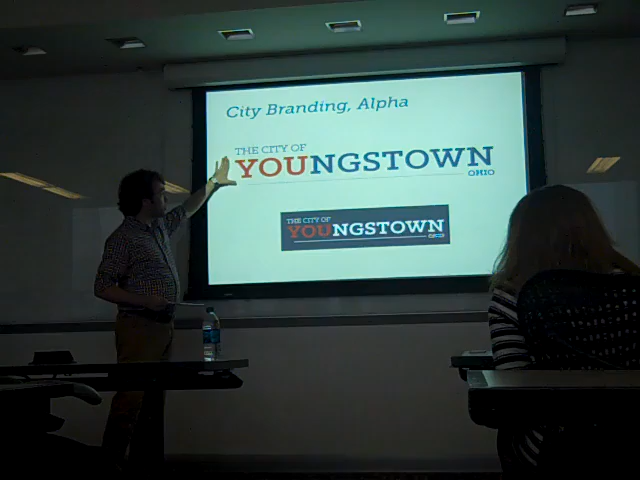 City Branding, Alpha
THE CITY OF
YOUNGSTOWN
OHIO
THE CITY OF
YOUNGSTOWN